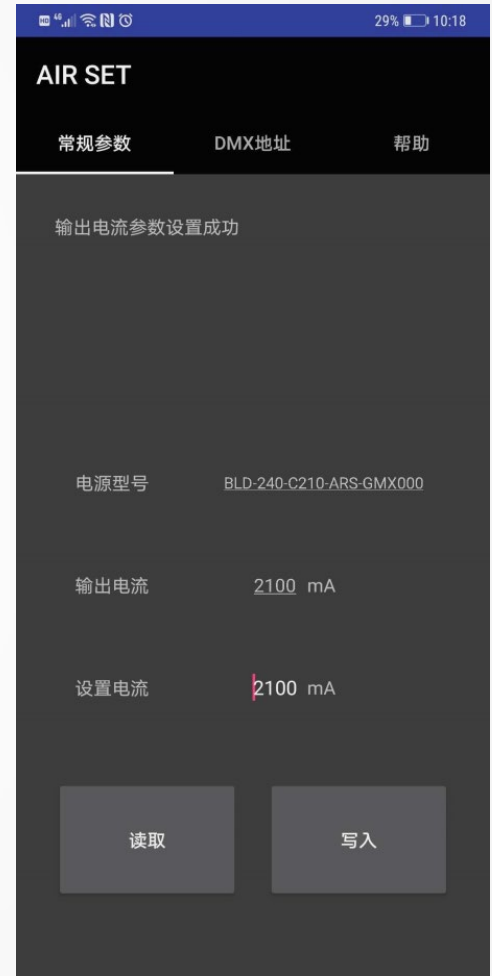 HD 4G 29% 10:18
AIR SET
常规参数 DMX地址 帮助
输出电流参数设置成功
电源型号 BLD-240-C210-ARS-GMX000
输出电流 2100 mA
设置电流 2100 mA
读取 写入